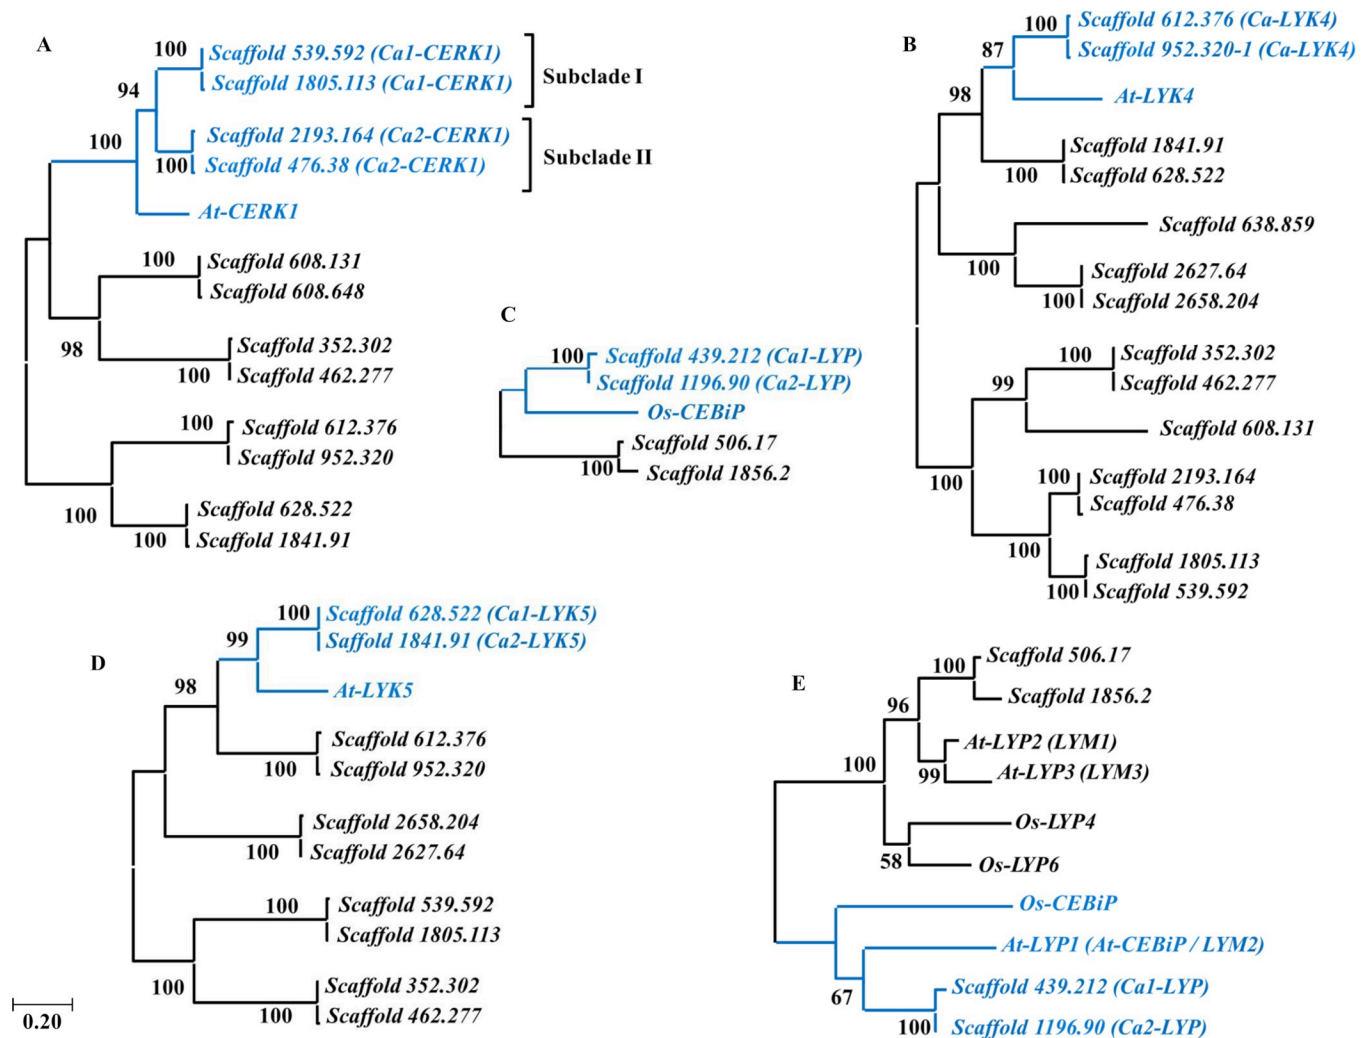 A
100
Scaffold 539.592 (Ca1-CERK1)
Scaffold 1805.113 (Ca1-CERK1)
Subclade I
94
100
Scaffold 2193.164 (Ca2-CERK1)
100
Scaffold 476.38 (Ca2-CERK1)
Subclade II
At-CERK1
100
Scaffold 608.131
Scaffold 608.648
98
Scaffold 352.302
100
Scaffold 462.277
100
Scaffold 612.376
Scaffold 952.320
100
Scaffold 628.522
100
Scaffold 1841.91
B
100
Scaffold 612.376 (Ca-LYK4)
87
Scaffold 952.320-1 (Ca-LYK4)
98
At-LYK4
Scaffold 1841.91
100
Scaffold 628.522
Scaffold 638.859
100
Scaffold 2627.64
100
Scaffold 2658.204
100
Scaffold 352.302
99
Scaffold 462.277
Scaffold 608.131
100
100
Scaffold 2193.164
Scaffold 476.38
100
Scaffold 1805.113
100
Scaffold 539.592
C
100
Scaffold 439.212 (Ca1-LYP)
Scaffold 1196.90 (Ca2-LYP)
Os-CEBiP
Scaffold 506.17
100
Scaffold 1856.2
D
100
Scaffold 628.522 (Ca1-LYK5)
99
Saffold 1841.91 (Ca2-LYK5)
98
At-LYK5
Scaffold 612.376
100
Scaffold 952.320
Scaffold 2658.204
100
Scaffold 2627.64
100
Scaffold 539.592
Scaffold 1805.113
100
Scaffold 352.302
100
Scaffold 462.277
0.20
E
100
Scaffold 506.17
96
Scaffold 1856.2
At-LYP2 (LYM1)
100
99
At-LYP3 (LYM3)
Os-LYP4
58
Os-LYP6
Os-CEBiP
At-LYP1 (At-CEBiP / LYM2)
67
Scaffold 439.212 (Ca1-LYP)
100
Scaffold 1196.90 (Ca2-LYP)